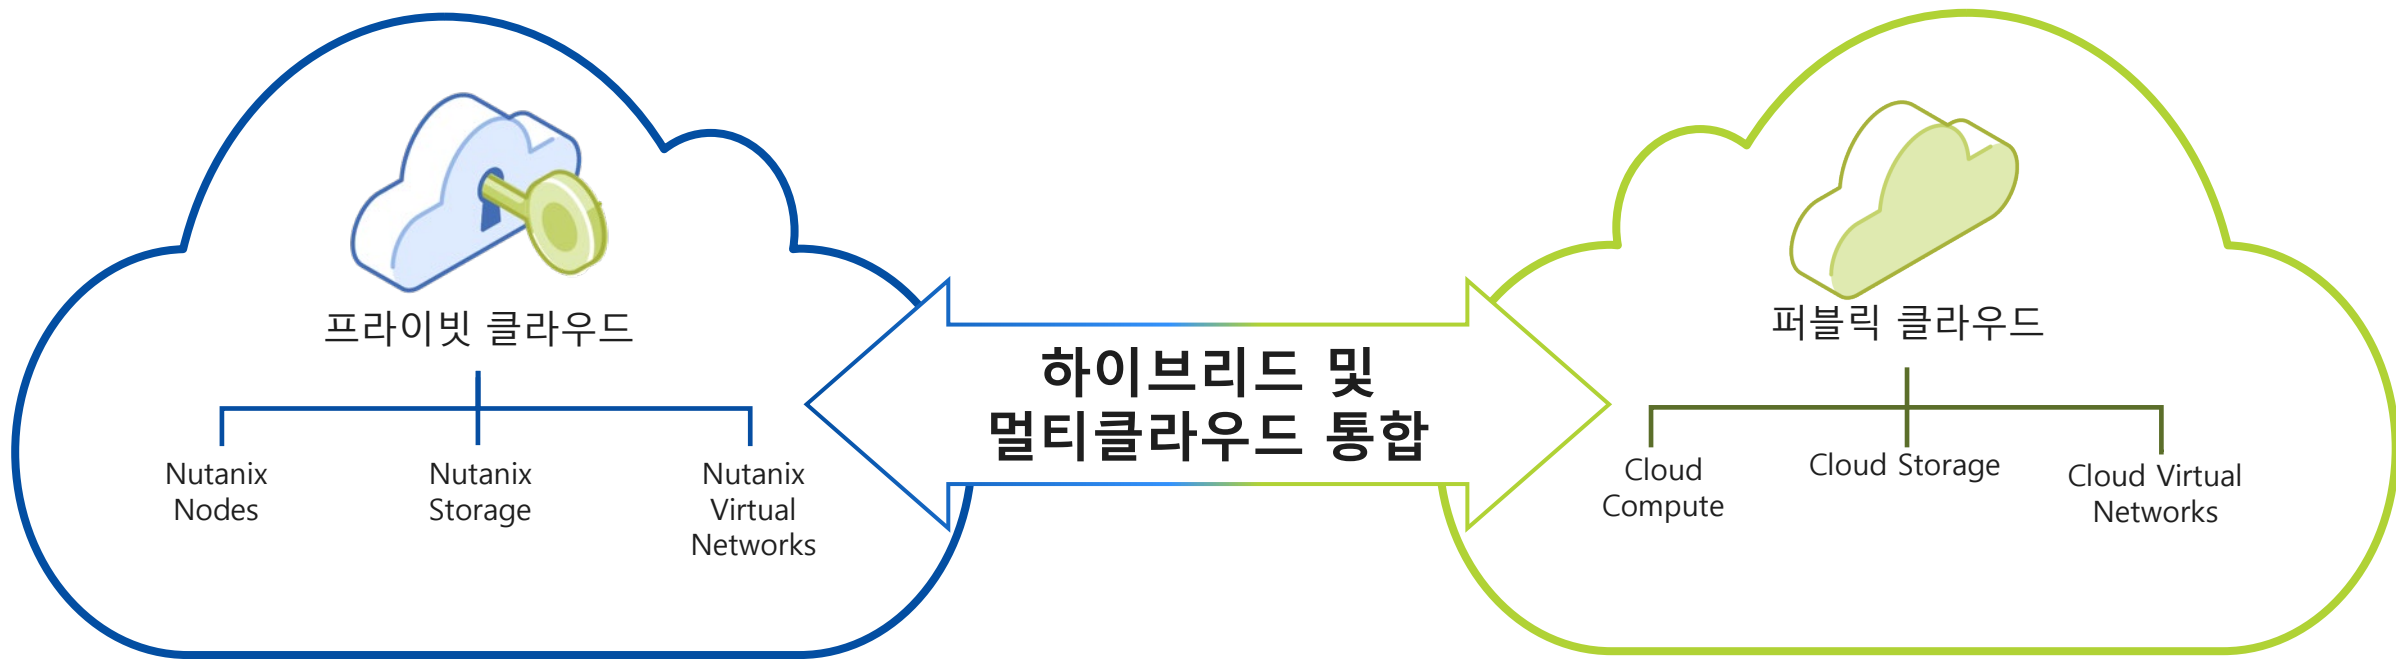 프라이빗 클라우드
Nutanix
Nodes
Nutanix
Storage
Nutanix
Virtual
Networks
하이브리드 및
멀티클라우드 통합
퍼블릭 클라우드
Cloud
Compute
Cloud Storage
Cloud Virtual
Networks